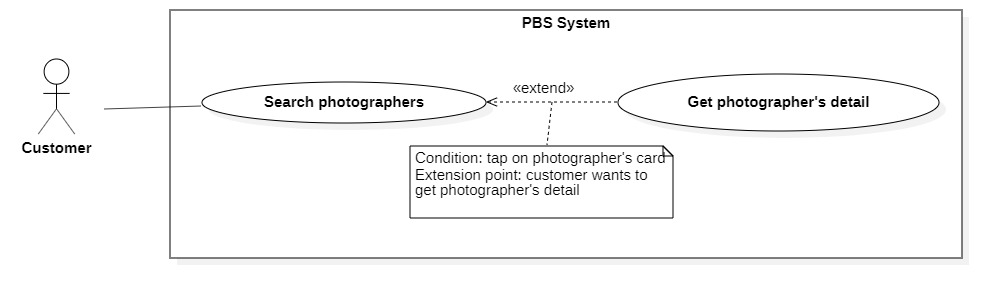 PBS System
«extend»
Search photographers
Get photographer's detail
Customer
Condition: tap on photographer's card
Extension point: customer wants to
get photographer's detail